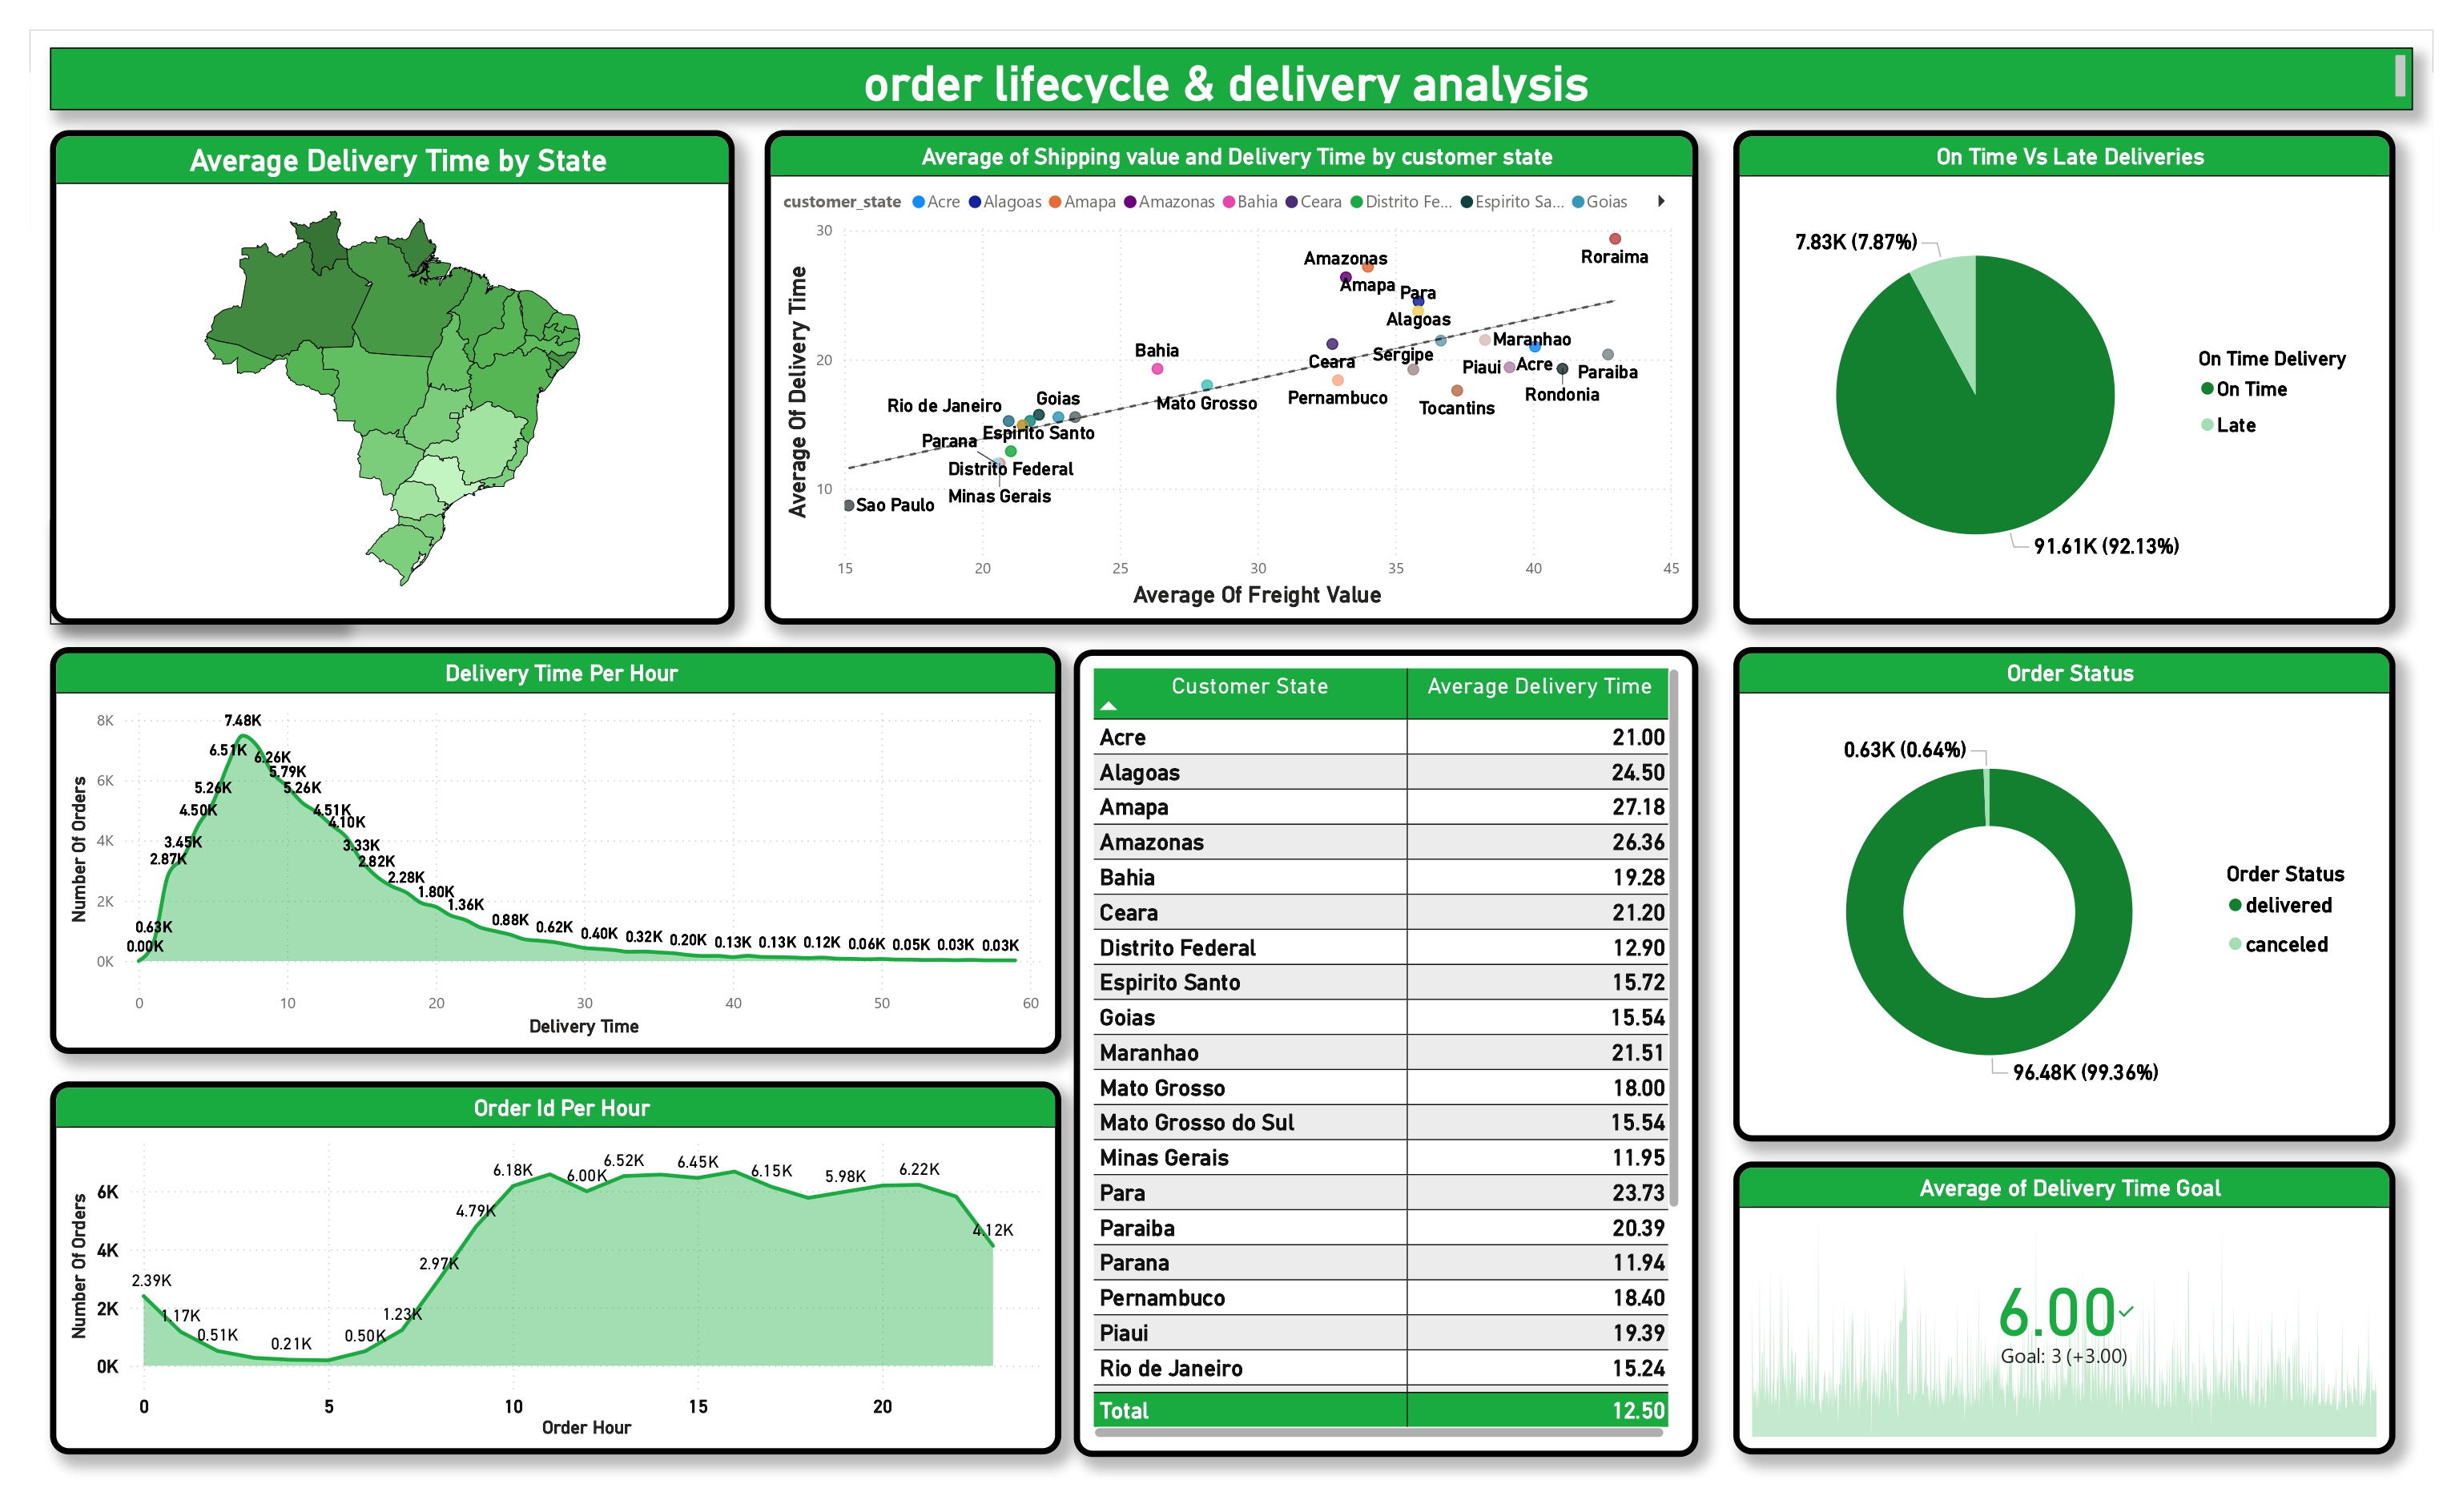 order lifecycle & delivery analysis
Average Delivery Time by State
Average of Shipping value and Delivery Time by customer state
customer_state Acre Alagoas Amapa Amazonas Bahia Ceara Distrito Fe... Espirito Sa... Goias
30
20
10
Average Of Delivery Time
Roraima
Amazonas
Amapa
Para
Alagoas
Maranhao
Bahia
Ceara
Sergipe
Piaui
Acre
Paraiba
Rondonia
Pernambuco
Tocantins
Mato Grosso
Goias
Rio de Janeiro
Espirito Santo
Parana
Distrito Federal
Minas Gerais
Sao Paulo
15 20 25 30 35 40 45
Average Of Freight Value
On Time Vs Late Deliveries
7.83K (7.87%)
91.61K (92.13%)
On Time Delivery
On Time
Late
Delivery Time Per Hour
Number Of Orders
8K
6K
4K
2K
0K
0.00K
0.63K
2.87K
3.45K
4.50K
5.26K
6.51K
7.48K
6.26K
5.79K
5.26K
4.51K
4.10K
3.33K
2.82K
2.28K
1.80K
1.36K
0.88K
0.62K
0.40K
0.32K
0.20K
0.13K
0.13K
0.12K
0.06K
0.05K
0.03K
0.03K
0 10 20 30 40 50 60
Delivery Time
Order Id Per Hour
Number Of Orders
6K
4K
2K
0K
2.39K
1.17K
0.51K
0.21K
0.50K
1.23K
2.97K
4.79K
6.18K
6.00K
6.52K
6.45K
6.15K
5.98K
6.22K
4.12K
0 5 10 15 20
Order Hour
Customer State Average Delivery Time
Acre 21.00
Alagoas 24.50
Amapa 27.18
Amazonas 26.36
Bahia 19.28
Ceara 21.20
Distrito Federal 12.90
Espirito Santo 15.72
Goias 15.54
Maranhao 21.51
Mato Grosso 18.00
Mato Grosso do Sul 15.54
Minas Gerais 11.95
Para 23.73
Paraiba 20.39
Parana 11.94
Pernambuco 18.40
Piaui 19.39
Rio de Janeiro 15.24
Total 12.50
Order Status
0.63K (0.64%)
96.48K (99.36%)
Order Status
delivered
canceled
Average of Delivery Time Goal
6.00
Goal: 3 (+3.00)